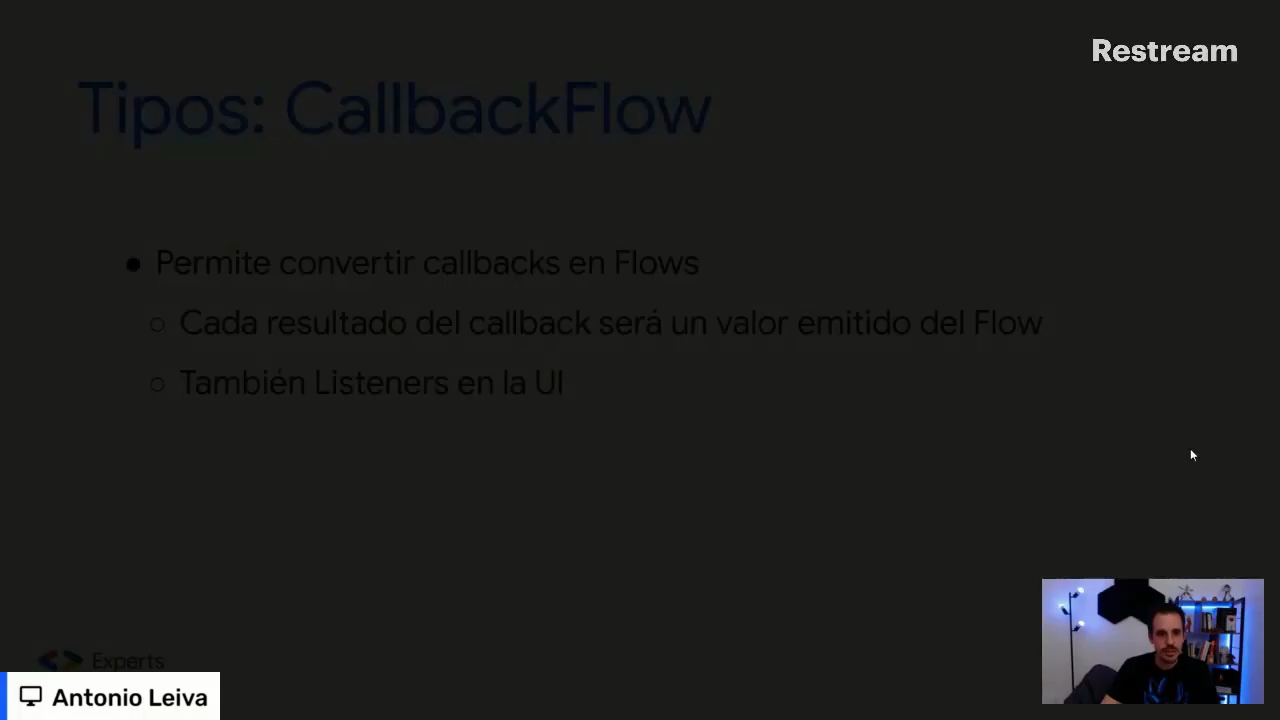 Restream
Tipos: CallbackFlow
● Permite convertir callbacks en Flows
○ Cada resultado del callback será un valor emitido del Flow
○ También Listeners en la UI
Experts
Antonio Leiva